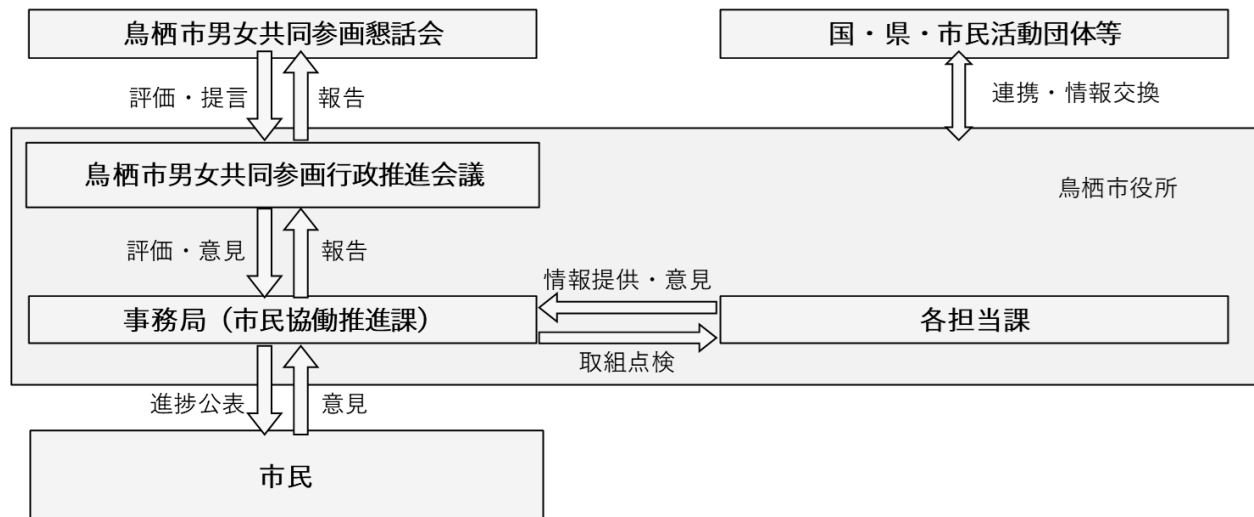 鳥栖市男女共同参画懇話会
国・県・市民活動団体等
評価・提言
報告
連携・情報交換
鳥栖市男女共同参画行政推進会議
鳥栖市役所
評価・意見
報告
情報提供・意見
事務局（市民協働推進課）
各担当課
取組点検
進捗公表
意見
市民